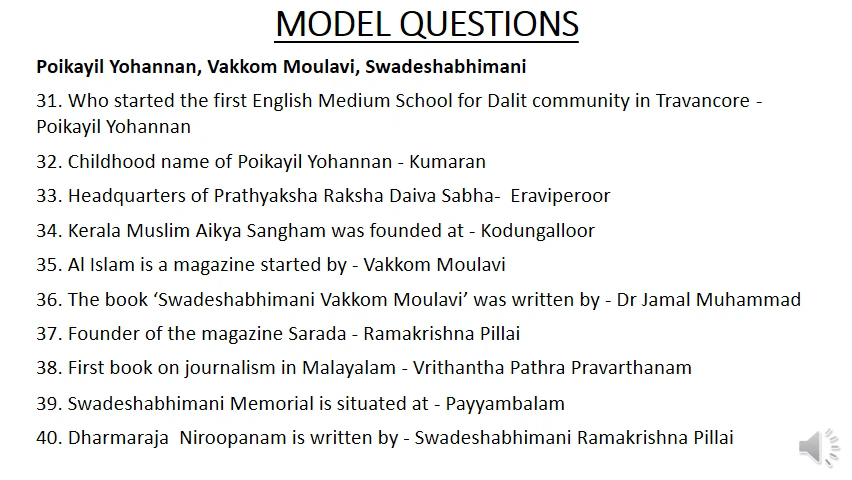 MODEL QUESTIONS
Poikayil Yohannan, Vakkom Moulavi, Swadeshabhimani
31. Who started the first English Medium School for Dalit community in Travancore -
Poikayil Yohannan
32. Childhood name of Poikayil Yohannan - Kumaran
33. Headquarters of Prathyaksha Raksha Daiva Sabha-  Eraviperoor
34. Kerala Muslim Aikya Sangham was founded at - Kodungalloor
35. Al Islam is a magazine started by - Vakkom Moulavi
36. The book ‘Swadeshabhimani Vakkom Moulavi’ was written by - Dr Jamal Muhammad
37. Founder of the magazine Sarada - Ramakrishna Pillai
38. First book on journalism in Malayalam - Vrithantha Pathra Pravarthanam
39. Swadeshabhimani Memorial is situated at - Payyambalam
40. Dharmaraja  Niroopanam is written by - Swadeshabhimani Ramakrishna Pillai